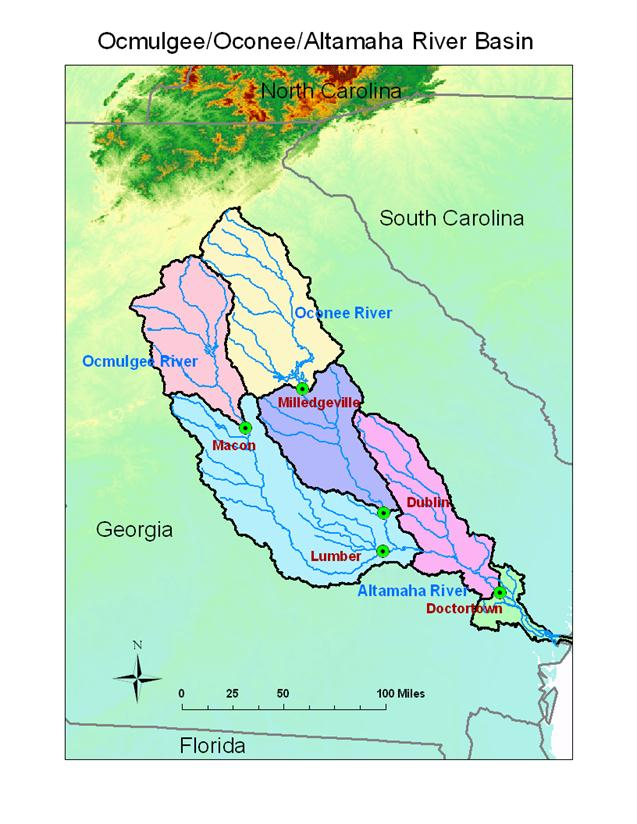 Ocmulgee/Oconee/Altamaha River Basin
North Carolina
South Carolina
Oconee River
Ocmulgee River
Milledgeville
Macon
Dublin
Georgia
Lumber
Altamaha River
Doctortown
N
0 25 50 100 Miles
Florida